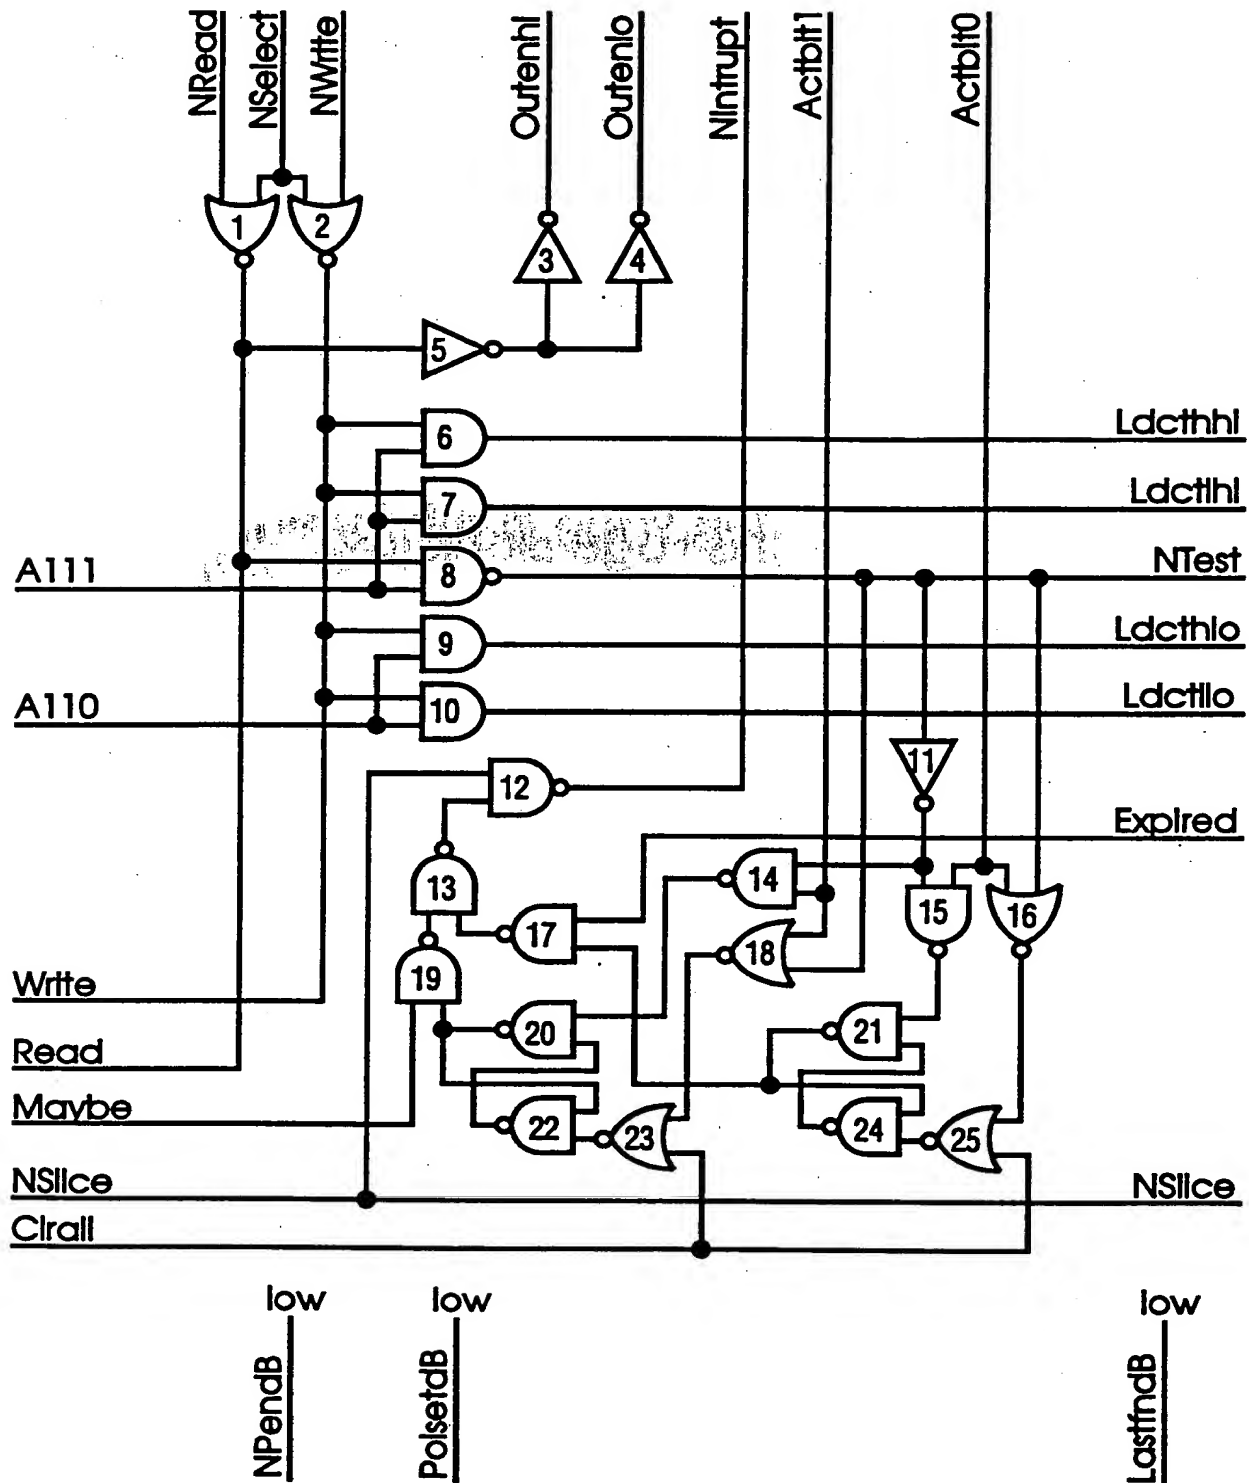 NRead
NSelect
NWrite
Outenhi
Outenlo
NIntrupt
Actbit1
Actbit0
1
2
3
4
5
6
Ldcthhi
7
Ldctlhi
A111
8
NTest
9
Ldcthlo
A110
10
Ldctllo
11
12
Expired
13
14
15
16
17
18
19
Write
20
21
Read
Maybe
22
23
24
25
NSlice
NSlice
Clrall
low
low
low
NPendB
PolsetdB
LastfndB